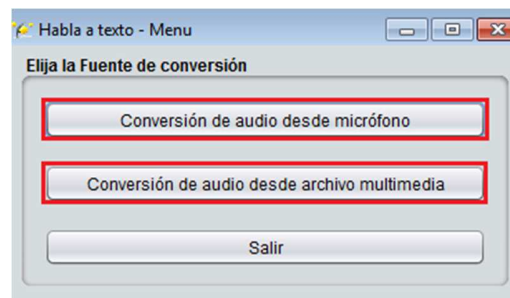 Habla a texto - Menu
Elija la Fuente de conversión
Conversión de audio desde micrófono
Conversión de audio desde archivo multimedia
Salir